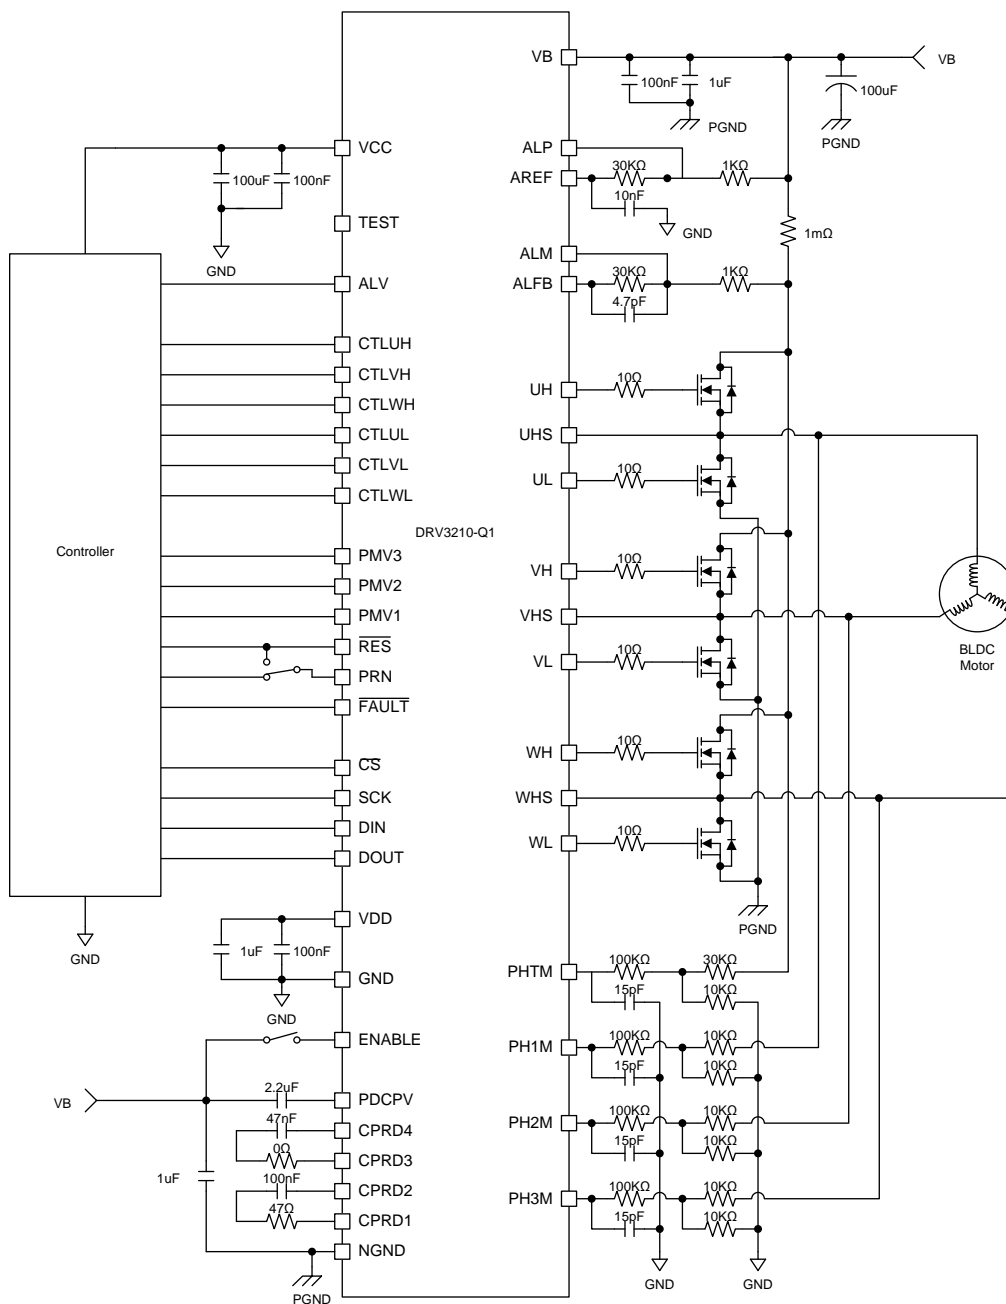 VB
VB
100nF
1uF
100uF
PGND
PGND
VCC
ALP
100uF
100nF
AREF
30KΩ
1KΩ
10nF
GND
1mΩ
TEST
GND
ALM
ALV
ALFB
30KΩ
1KΩ
4.7pF
CTLUH
CTLVH
CTLWH
CTLUL
CTLVL
CTLWL
UH
10Ω
UHS
UL
10Ω
DRV3210-Q1
Controller
PMV3
PMV2
PMV1
RES
PRN
FAULT
VH
10Ω
VHS
VL
10Ω
BLDC
Motor
CS
SCK
DIN
DOUT
WH
10Ω
WHS
WL
10Ω
PGND
GND
VDD
1uF
100nF
GND
GND
PHTM
100KΩ
30KΩ
15pF
10KΩ
ENABLE
PH1M
100KΩ
10KΩ
15pF
10KΩ
VB
2.2uF
PDCPV
47nF
CPRD4
0Ω
CPRD3
100nF
CPRD2
47Ω
CPRD1
1uF
NGND
PGND
PH2M
100KΩ
10KΩ
15pF
10KΩ
PH3M
100KΩ
10KΩ
15pF
10KΩ
GND
GND